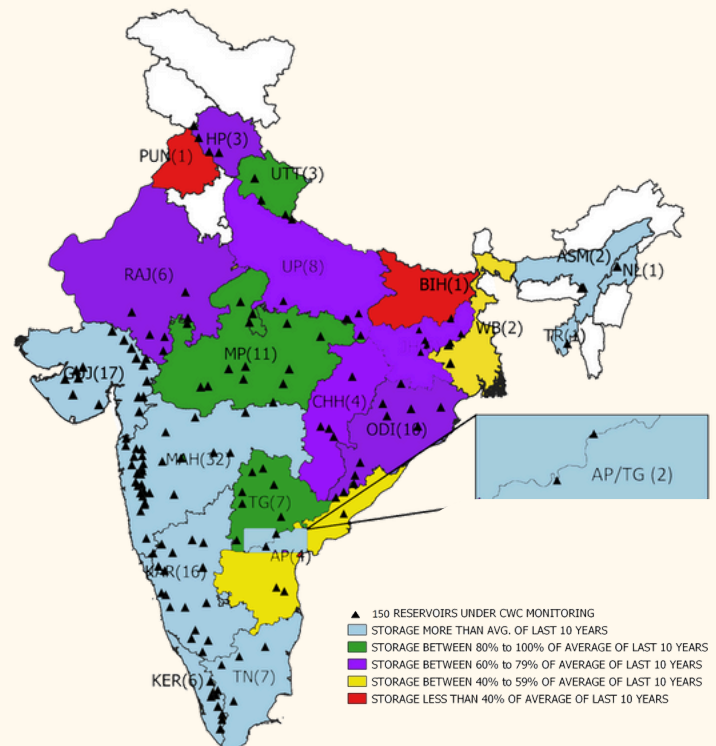 HP(3)
PUN(1)
UTT(3)
RAJ(6)
UP(8)
BIH(1)
ASM(2)
NL(1)
WB(2)
TR(1)
GUJ(17)
MP(11)
CHH(4)
ODI(10)
MAH(32)
TG(7)
AP/TG (2)
AP(4)
KAR(16)
KER(6)
TN(7)
150 RESERVOIRS UNDER CWC MONITORING
STORAGE MORE THAN AVG. OF LAST 10 YEARS
STORAGE BETWEEN 80% to 100% OF AVERAGE OF LAST 10 YEARS
STORAGE BETWEEN 60% to 79% OF AVERAGE OF LAST 10 YEARS
STORAGE BETWEEN 40% to 59% OF AVERAGE OF LAST 10 YEARS
STORAGE LESS THAN 40% OF AVERAGE OF LAST 10 YEARS